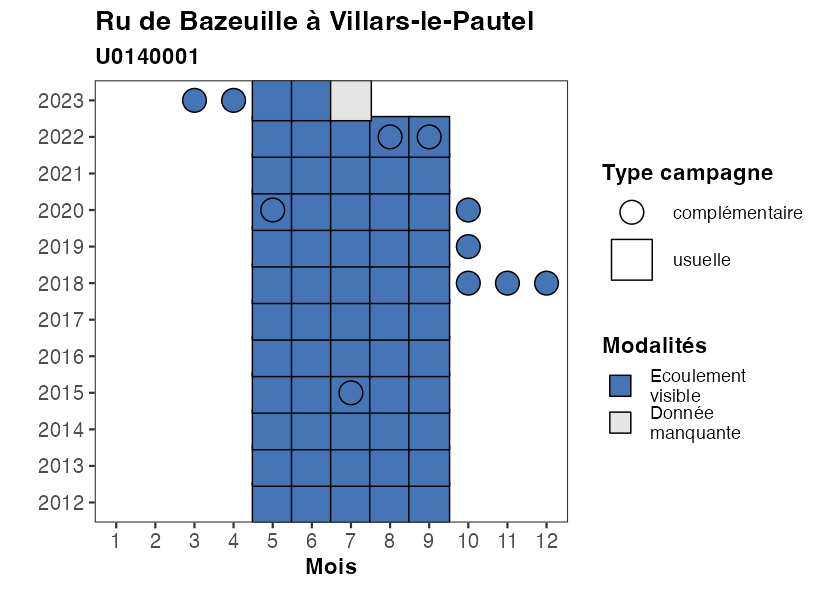 Ru de Bazeuille à Villars-le-Pautel
U0140001
2023
2022
2021
2020
2019
2018
2017
2016
2015
2014
2013
2012
1 2 3 4 5 6 7 8 9 10 11 12
Mois
Type campagne
complémentaire
usuelle
Modalités
Ecoulement
visible
Donnée
manquante